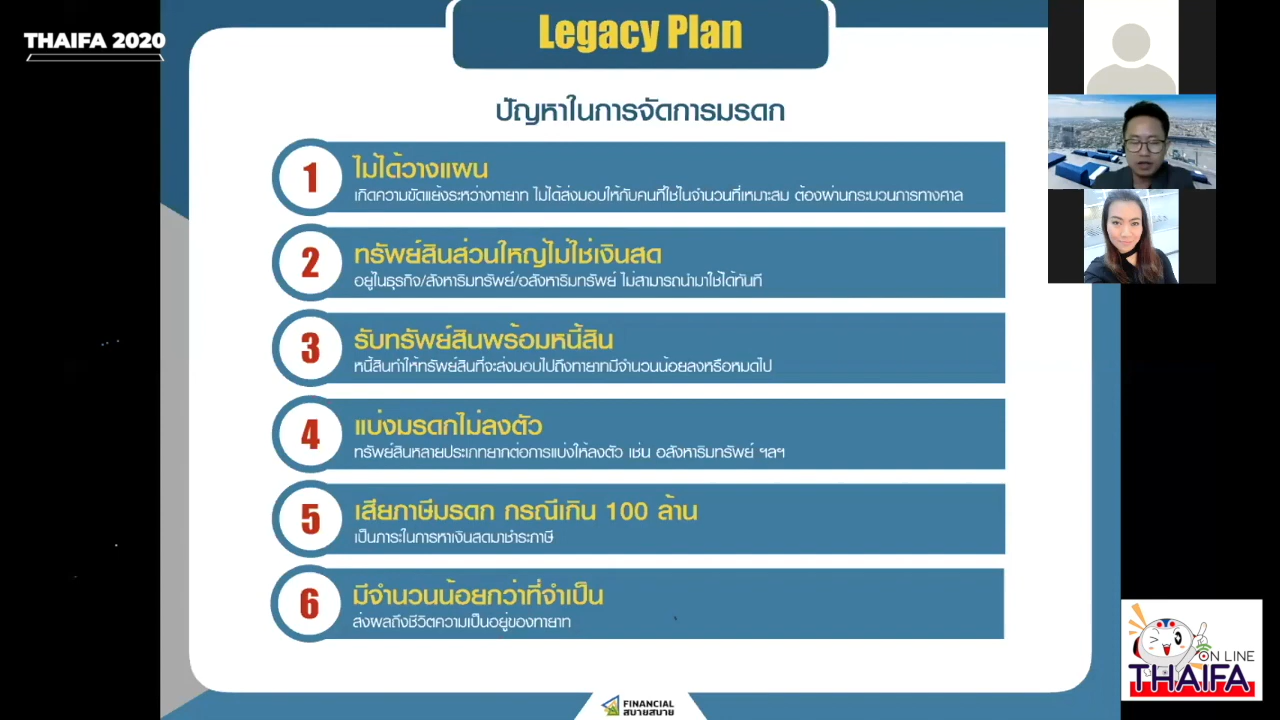 THAIFA 2020
Legacy Plan
ปัญหาในการจัดการมรดก
1
ไม่ได้วางแผน
เกิดความขัดแย้งระหว่างทายาท ไม่ได้ส่งมอบให้กับคนที่ใช่ในจำนวนที่เหมาะสม ต้องผ่านกระบวนการทางศาล
2
ทรัพย์สินส่วนใหญ่ไม่ใช่เงินสด
อยู่ในธุรกิจ/สังหาริมทรัพย์/อสังหาริมทรัพย์ ไม่สามารถนำมาใช้ได้ทันที
3
รับทรัพย์สินพร้อมหนี้สิน
หนี้สินทำให้ทรัพย์สินที่จะส่งมอบไปถึงทายาทมีจำนวนน้อยลงหรือหมดไป
4
แบ่งมรดกไม่ลงตัว
ทรัพย์สินหลายประเภทยากต่อการแบ่งให้ลงตัว เช่น อสังหาริมทรัพย์ ฯลฯ
5
เสียภาษีมรดก กรณีเกิน 100 ล้าน
เป็นภาระในการหาเงินสดมาชำระภาษี
6
มีจำนวนน้อยกว่าที่จำเป็น
ส่งผลถึงชีวิตความเป็นอยู่ของทายาท
FINANCIAL
สบายสบาย
ON LINE
THAIFA